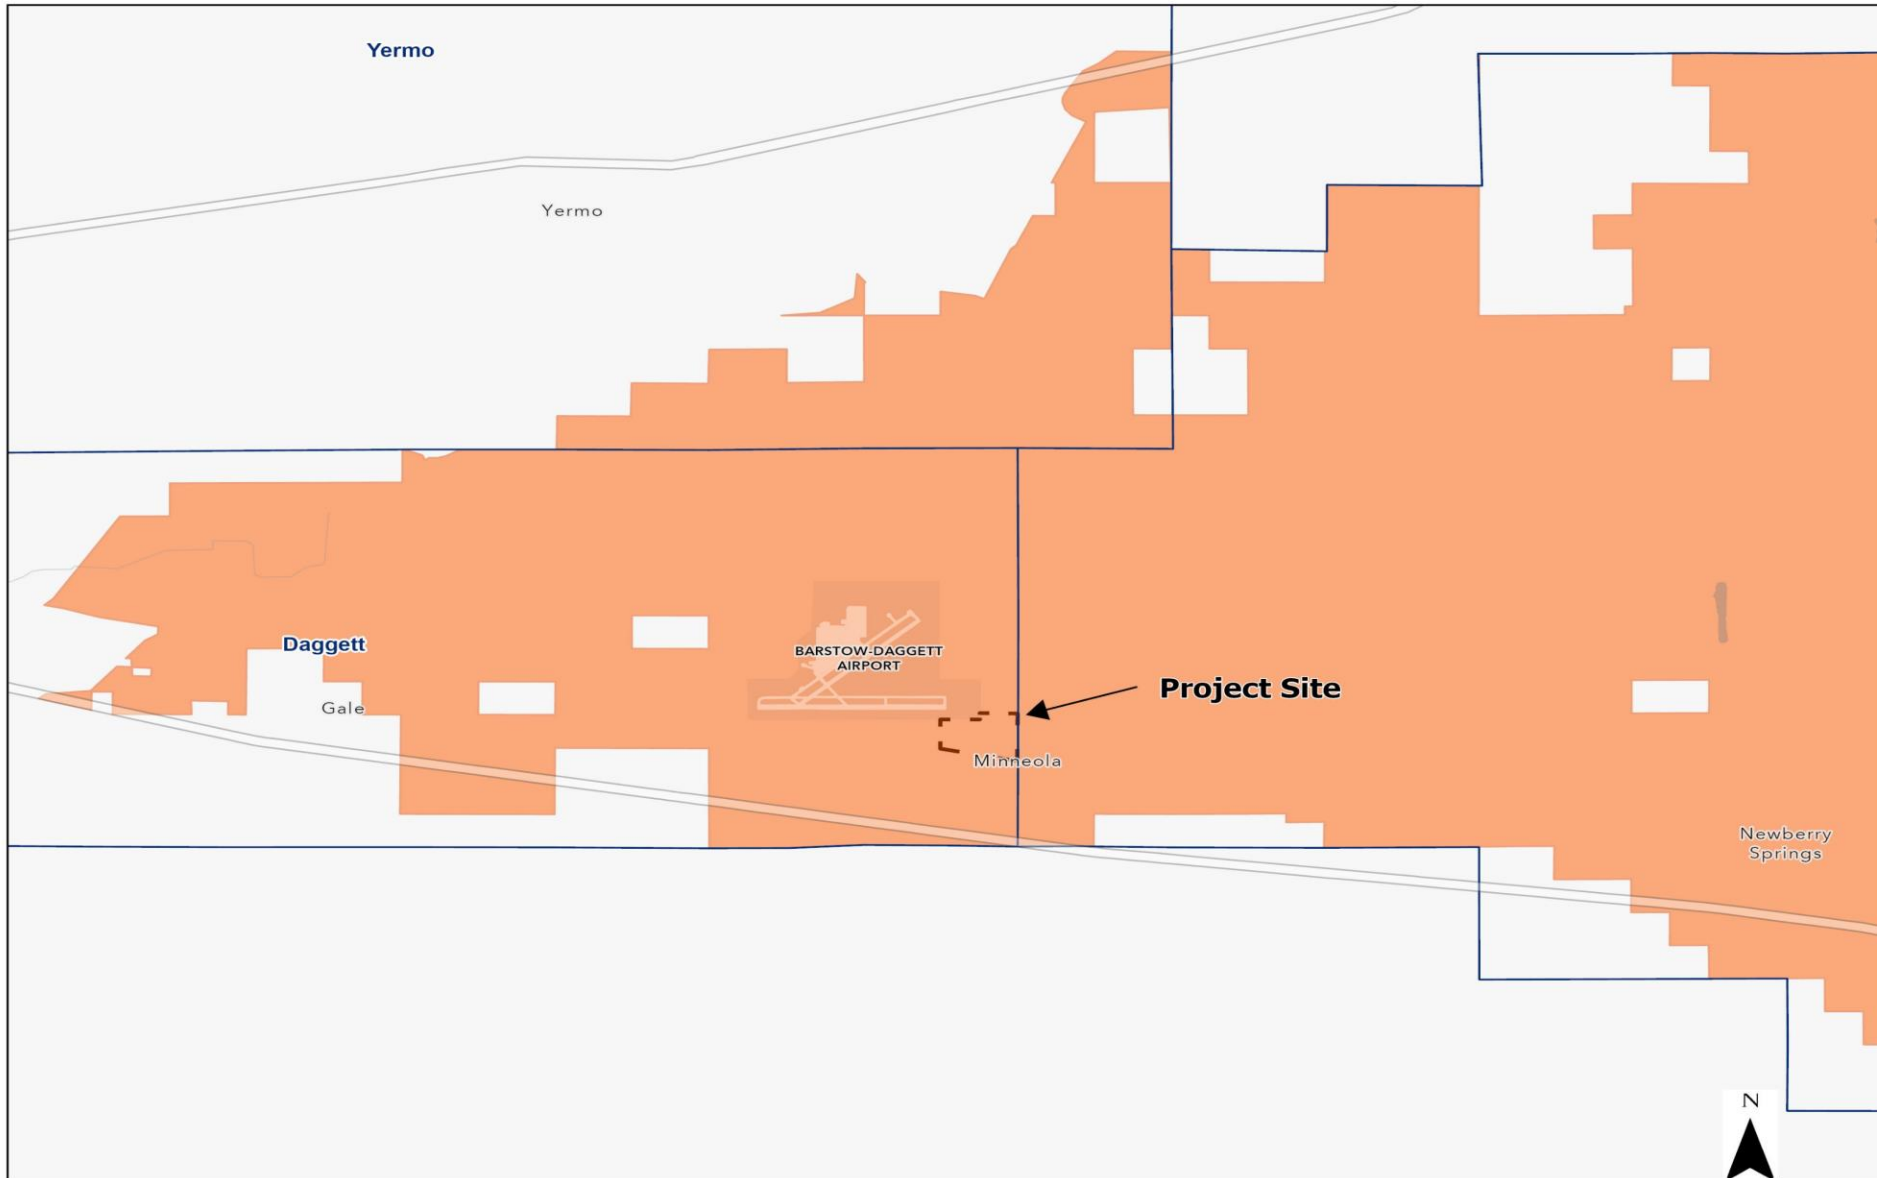 Yermo
Yermo
Daggett
BARSTOW-DAGGETT
AIRPORT
Project Site
Gale
Minneola
Newberry
Springs
N